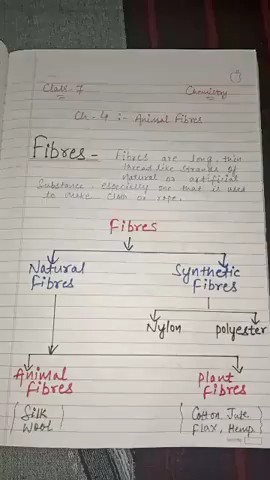 Class - 7 Chemistry
Ch - 4 :- Animal Fibres
Fibres - Fibres are long, thin
thread like strands of
natural or artificial
Substance, especially one that is used
to make cloth or rope.
Fibres
Natural Fibres
Synthetic Fibres
Nylon polyester
Animal Fibres
Plant Fibres
(Silk Wool)
(Cotton, Jute, Flax, Hemp.)